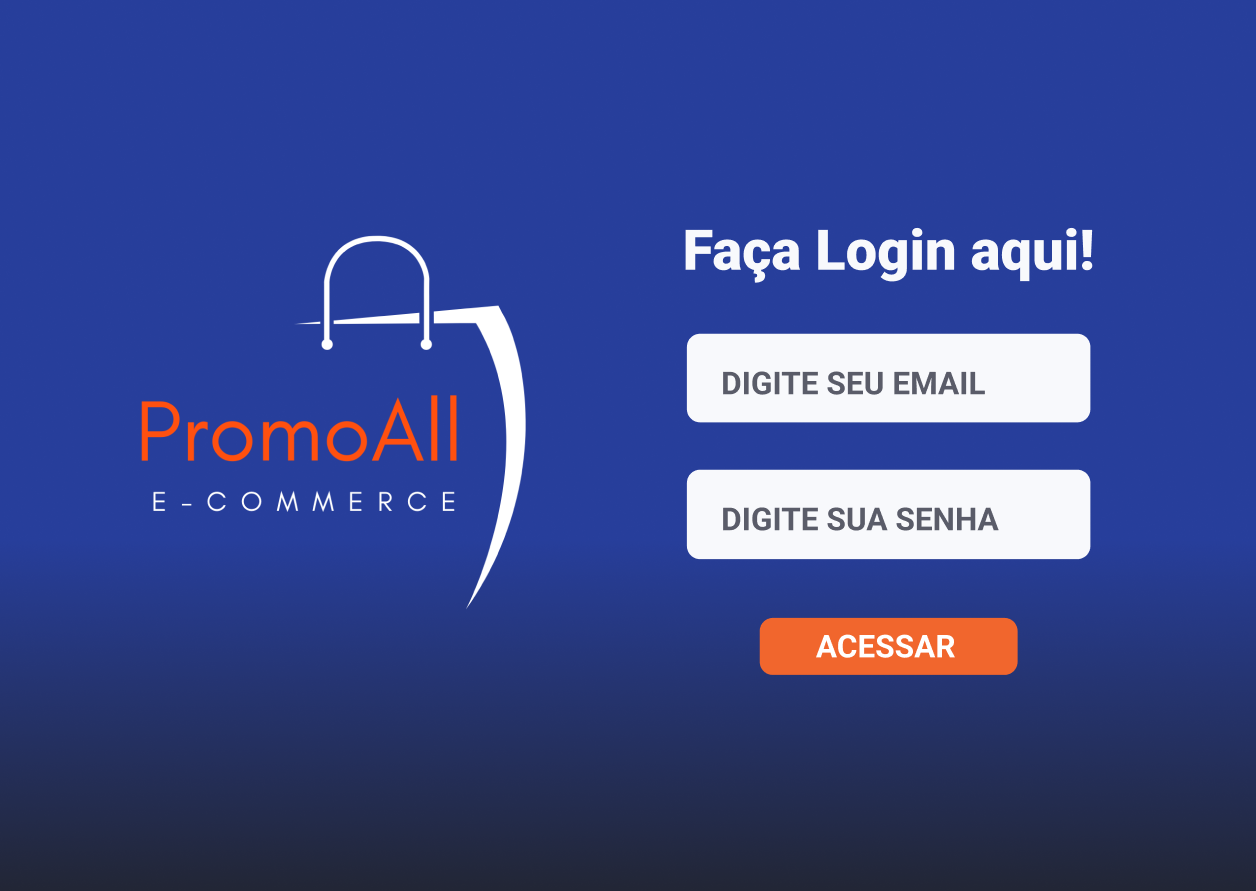 PromoAll
E-COMMERCE
Faça Login aqui!
DIGITE SEU EMAIL
DIGITE SUA SENHA
ACESSAR